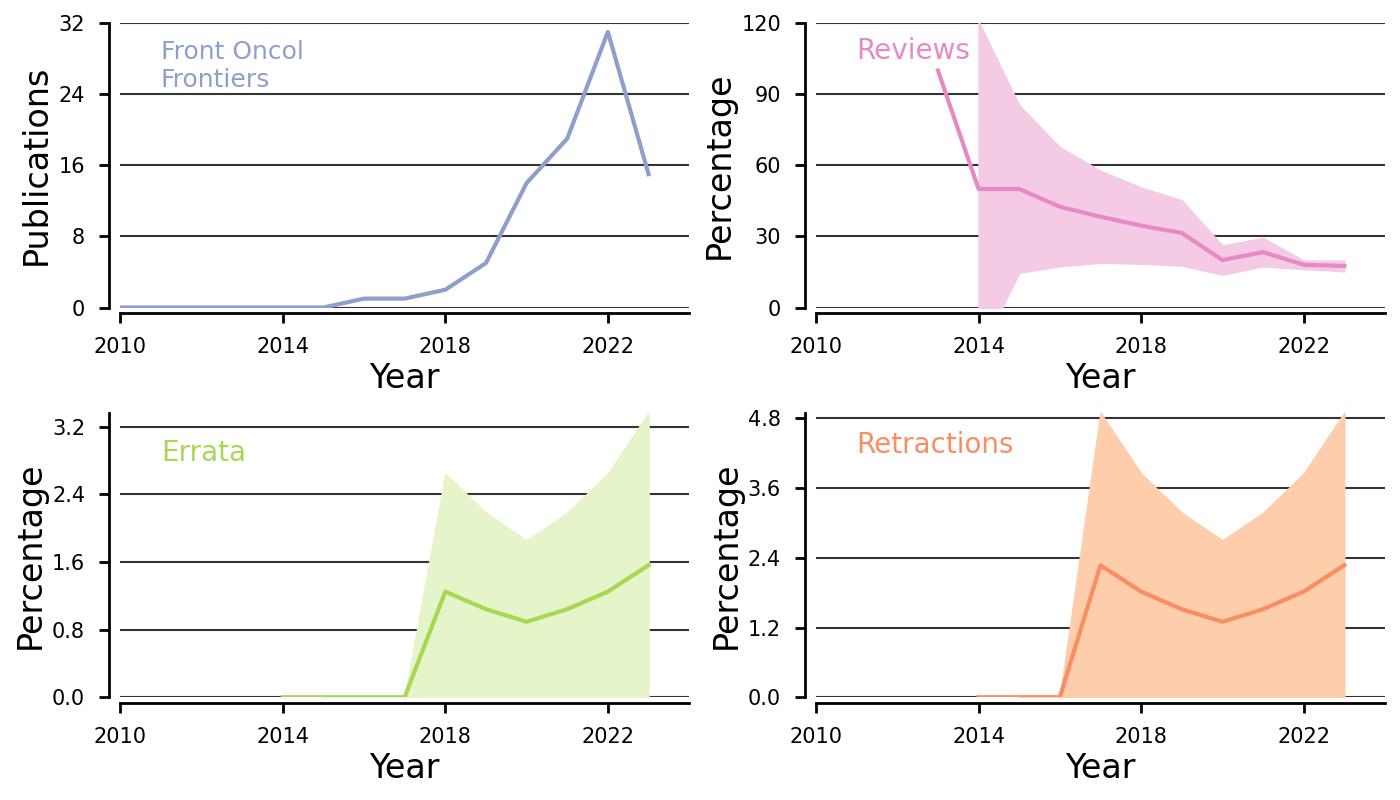 Publications
32
24
16
8
0
Front Oncol
Frontiers
2010
2014
2018
2022
Year
Percentage
120
90
60
30
0
Reviews
2010
2014
2018
2022
Year
Percentage
3.2
2.4
1.6
0.8
0.0
Errata
2010
2014
2018
2022
Year
Percentage
4.8
3.6
2.4
1.2
0.0
Retractions
2010
2014
2018
2022
Year